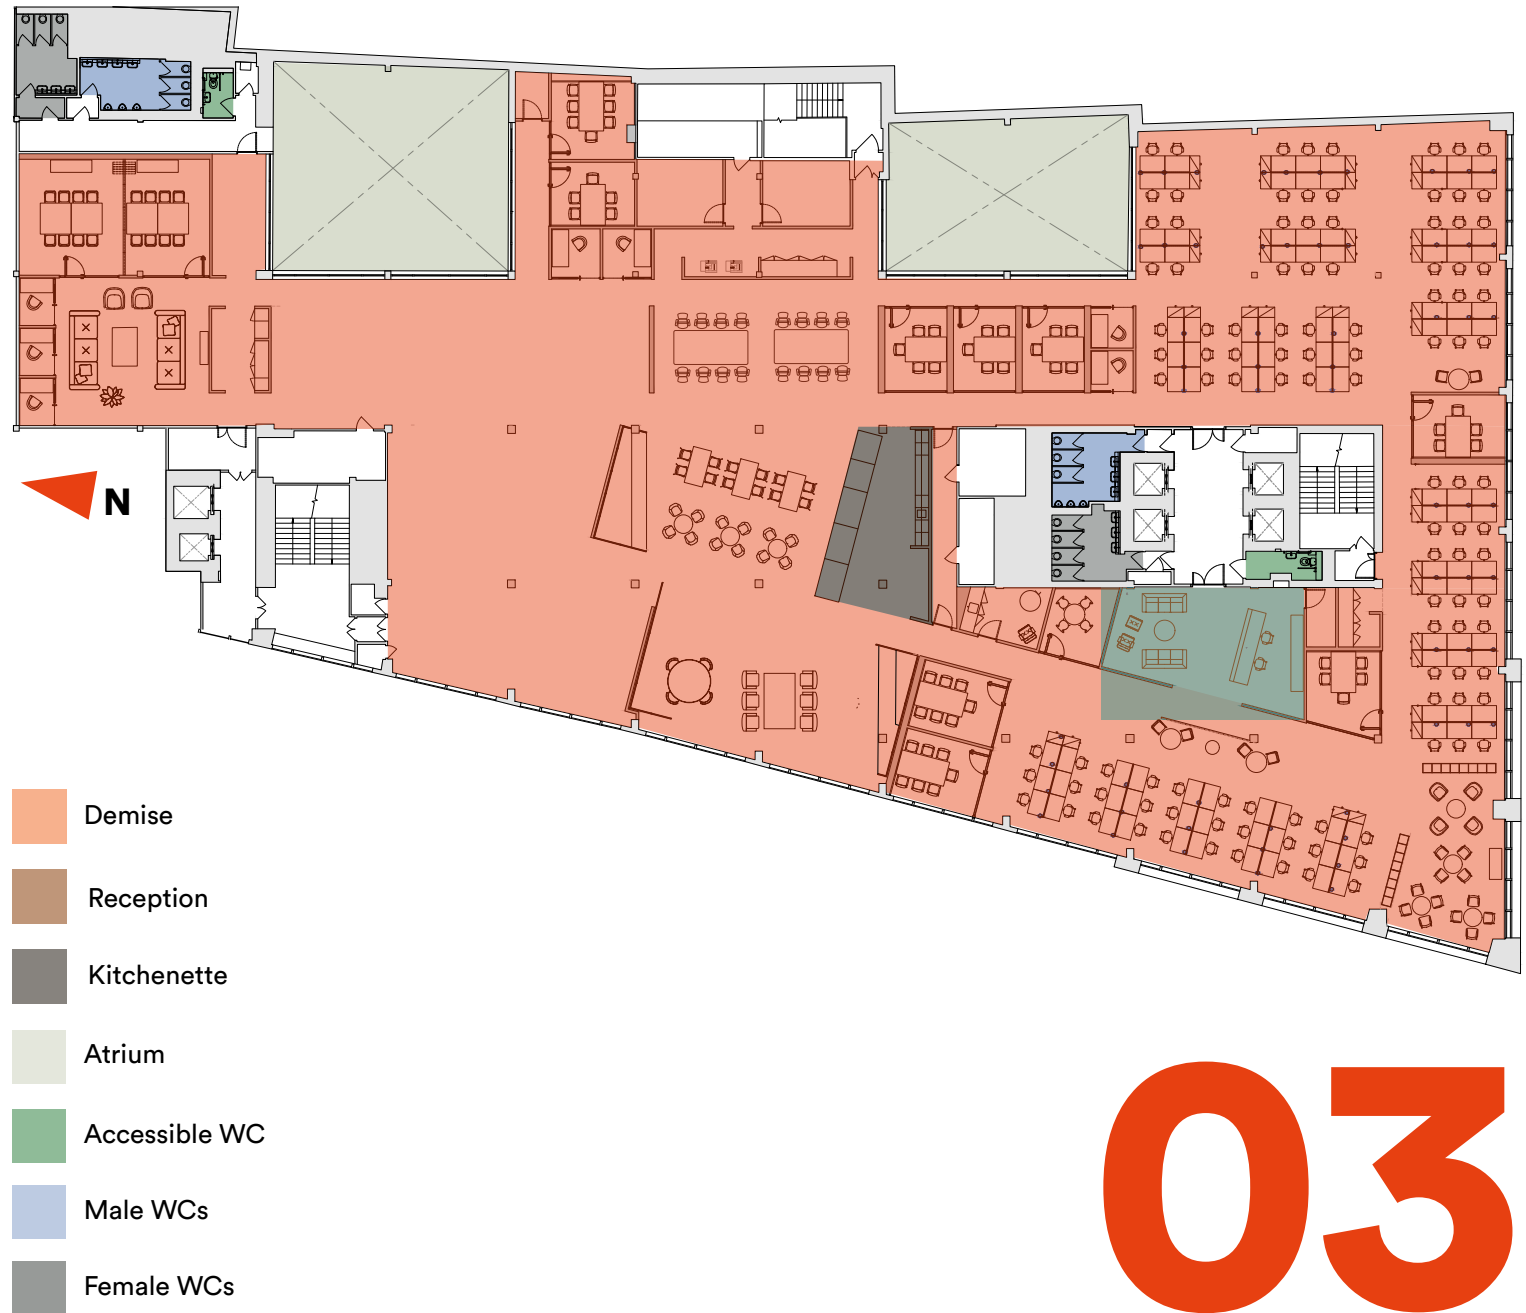 N
Demise
Reception
Kitchenette
Atrium
Accessible WC
Male WCs
Female WCs
03